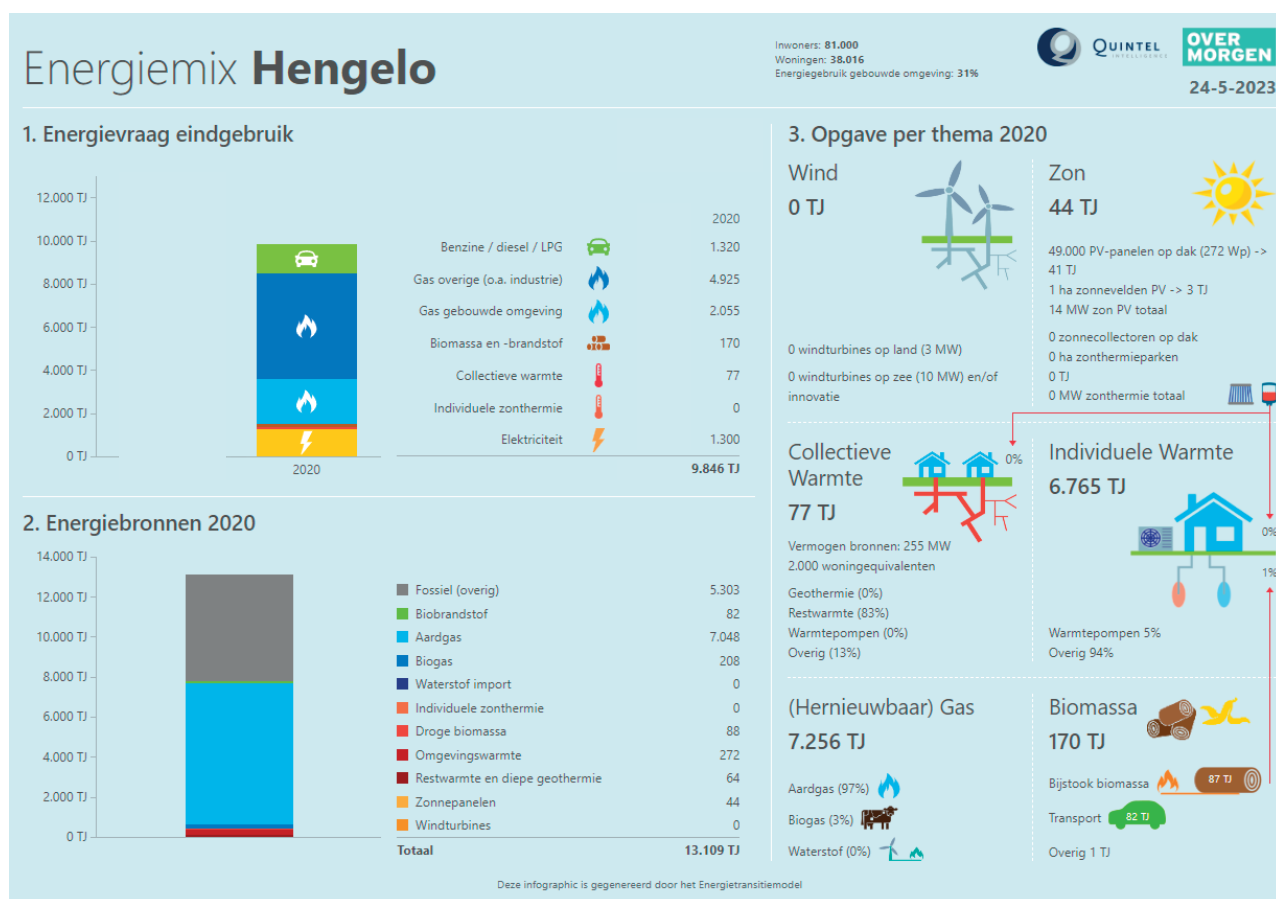 Energiemix Hengelo
Inwoners: 81.000
Woningen: 38.016
Energiegebruik gebouwde omgeving: 31%
QUINTEL
INTELLIGENCE
OVER
MORGEN
24-5-2023
1. Energievraag eindgebruik
12.000 TJ
10.000 TJ
8.000 TJ
6.000 TJ
4.000 TJ
2.000 TJ
0 TJ
2020
2020
Benzine / diesel / LPG 1.320
Gas overige (o.a. industrie) 4.925
Gas gebouwde omgeving 2.055
Biomassa en -brandstof 170
Collectieve warmte 77
Individuele zonthermie 0
Elektriciteit 1.300
9.846 TJ
2. Energiebronnen 2020
14.000 TJ
12.000 TJ
10.000 TJ
8.000 TJ
6.000 TJ
4.000 TJ
2.000 TJ
0 TJ
Fossiel (overig) 5.303
Biobrandstof 82
Aardgas 7.048
Biogas 208
Waterstof import 0
Individuele zonthermie 0
Droge biomassa 88
Omgevingswarmte 272
Restwarmte en diepe geothermie 64
Zonnepanelen 44
Windturbines 0
Totaal 13.109 TJ
3. Opgave per thema 2020
Wind
0 TJ
0 windturbines op land (3 MW)
0 windturbines op zee (10 MW) en/of
innovatie
Zon
44 TJ
49.000 PV-panelen op dak (272 Wp) ->
41 TJ
1 ha zonnevelden PV -> 3 TJ
14 MW zon PV totaal
0 zonnecollectoren op dak
0 ha zonthermieparken
0 TJ
0 MW zonthermie totaal
Collectieve
Warmte
77 TJ
0%
Vermogen bronnen: 255 MW
2.000 woningequivalenten
Geothermie (0%)
Restwarmte (83%)
Warmtepompen (0%)
Overig (13%)
Individuele Warmte
6.765 TJ
0%
1%
Warmtepompen 5%
Overig 94%
(Hernieuwbaar) Gas
7.256 TJ
Aardgas (97%)
Biogas (3%)
Waterstof (0%)
Biomassa
170 TJ
Bijstook biomassa 87 TJ
Transport 82 TJ
Overig 1 TJ
Deze infographic is gegenereerd door het Energietransitiemodel